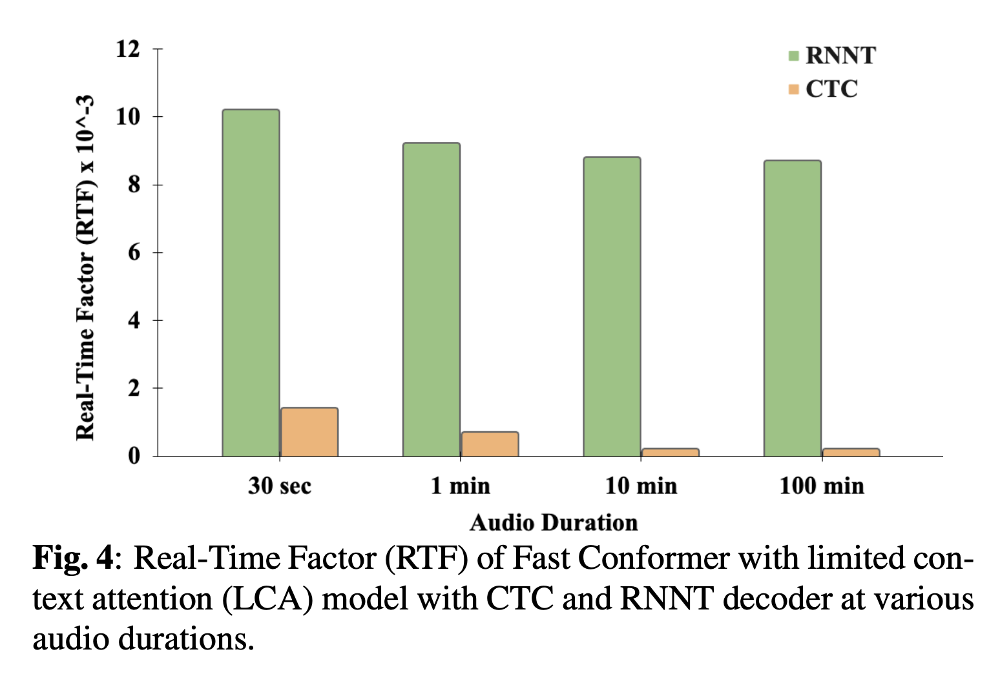 12
RNNT
CTC
10
8
6
4
2
0
Real-Time Factor (RTF) x 10^-3
30 sec
1 min
10 min
100 min
Audio Duration
Fig. 4: Real-Time Factor (RTF) of Fast Conformer with limited con-
text attention (LCA) model with CTC and RNNT decoder at various
audio durations.